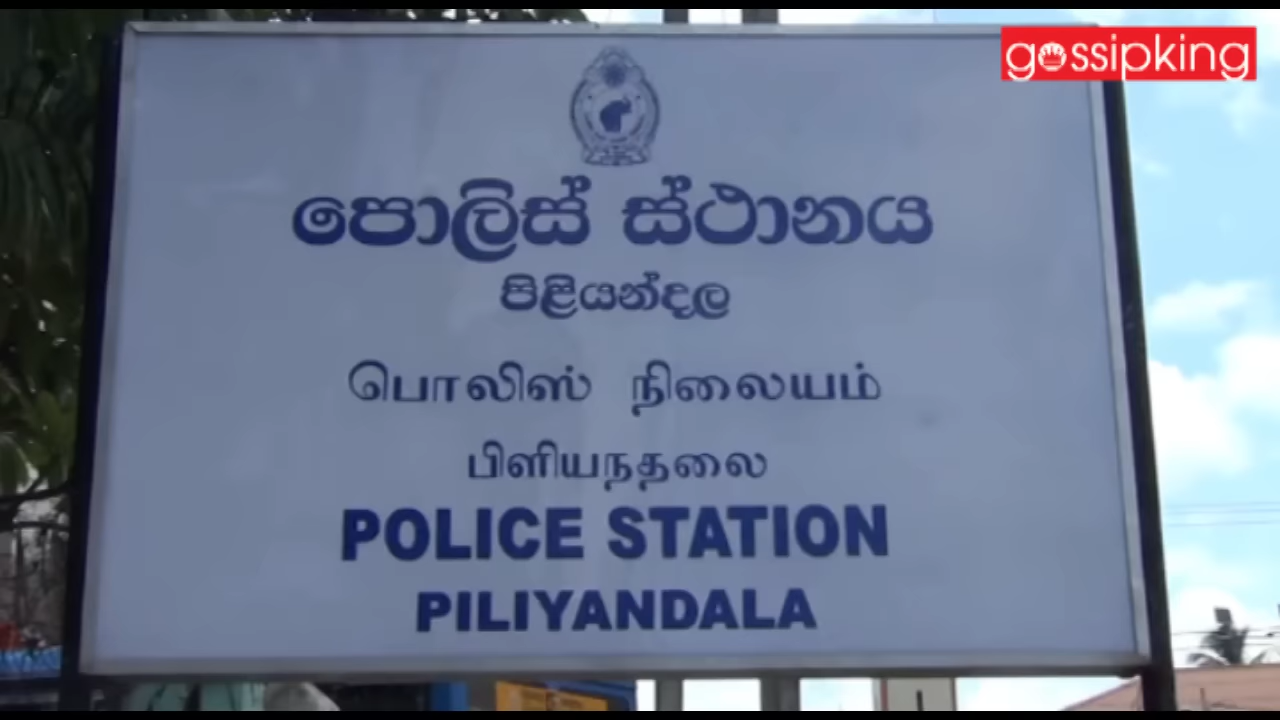 gossipking
පොලිස් ස්ථානය
පිළියන්දල
பொலிஸ் நிலையம்
பிளியநதலை
POLICE STATION
PILIYANDALA